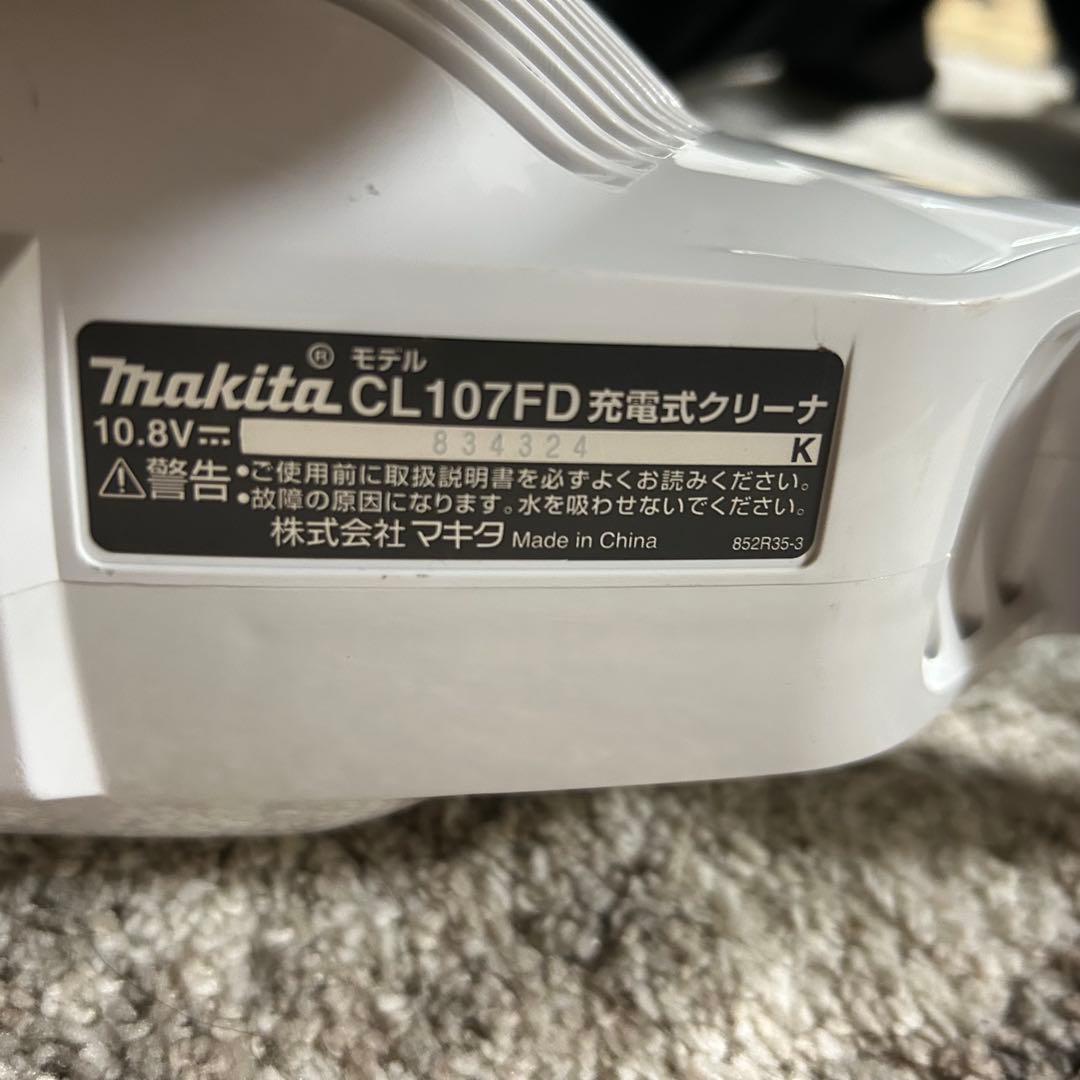 makita® モデル CL107FD 充電式クリーナ
10.8V⎓ 834324 K
⚠警告 •ご使用前に取扱説明書を必ずよくお読みください。
•故障の原因になります。水を吸わせないでください。
株式会社 マキタ Made in China 852R35-3